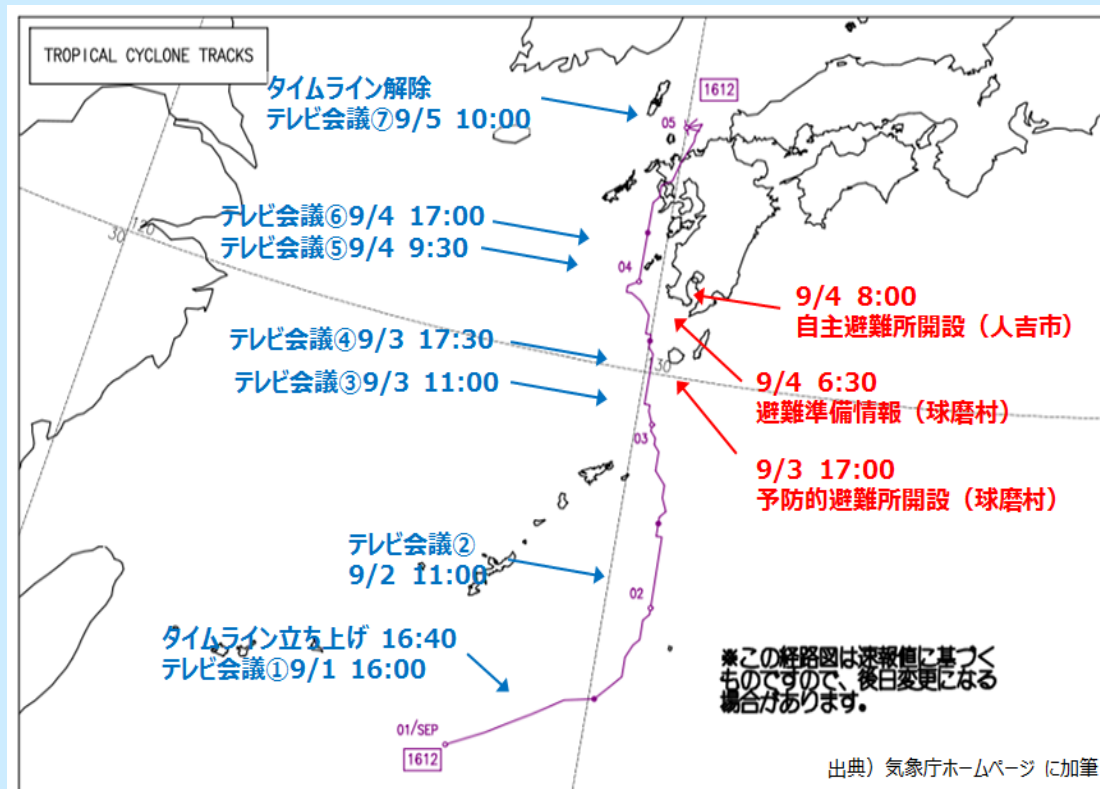 TROPICAL CYCLONE TRACKS
タイムライン解除
テレビ会議⑦9/5 10:00
1612
05
テレビ会議⑥9/4 17:00
テレビ会議⑤9/4 9:30
120
30
04
9/4 8:00
自主避難所開設（人吉市）
テレビ会議④9/3 17:30
テレビ会議③9/3 11:00
30
9/4 6:30
避難準備情報（球磨村）
03
9/3 17:00
予防的避難所開設（球磨村）
テレビ会議②
9/2 11:00
02
タイムライン立ち上げ 16:40
テレビ会議①9/1 16:00
※この経路図は速報値に基づく
ものですので、後日変更になる
場合があります。
01/SEP
1612
出典）気象庁ホームページ に加筆